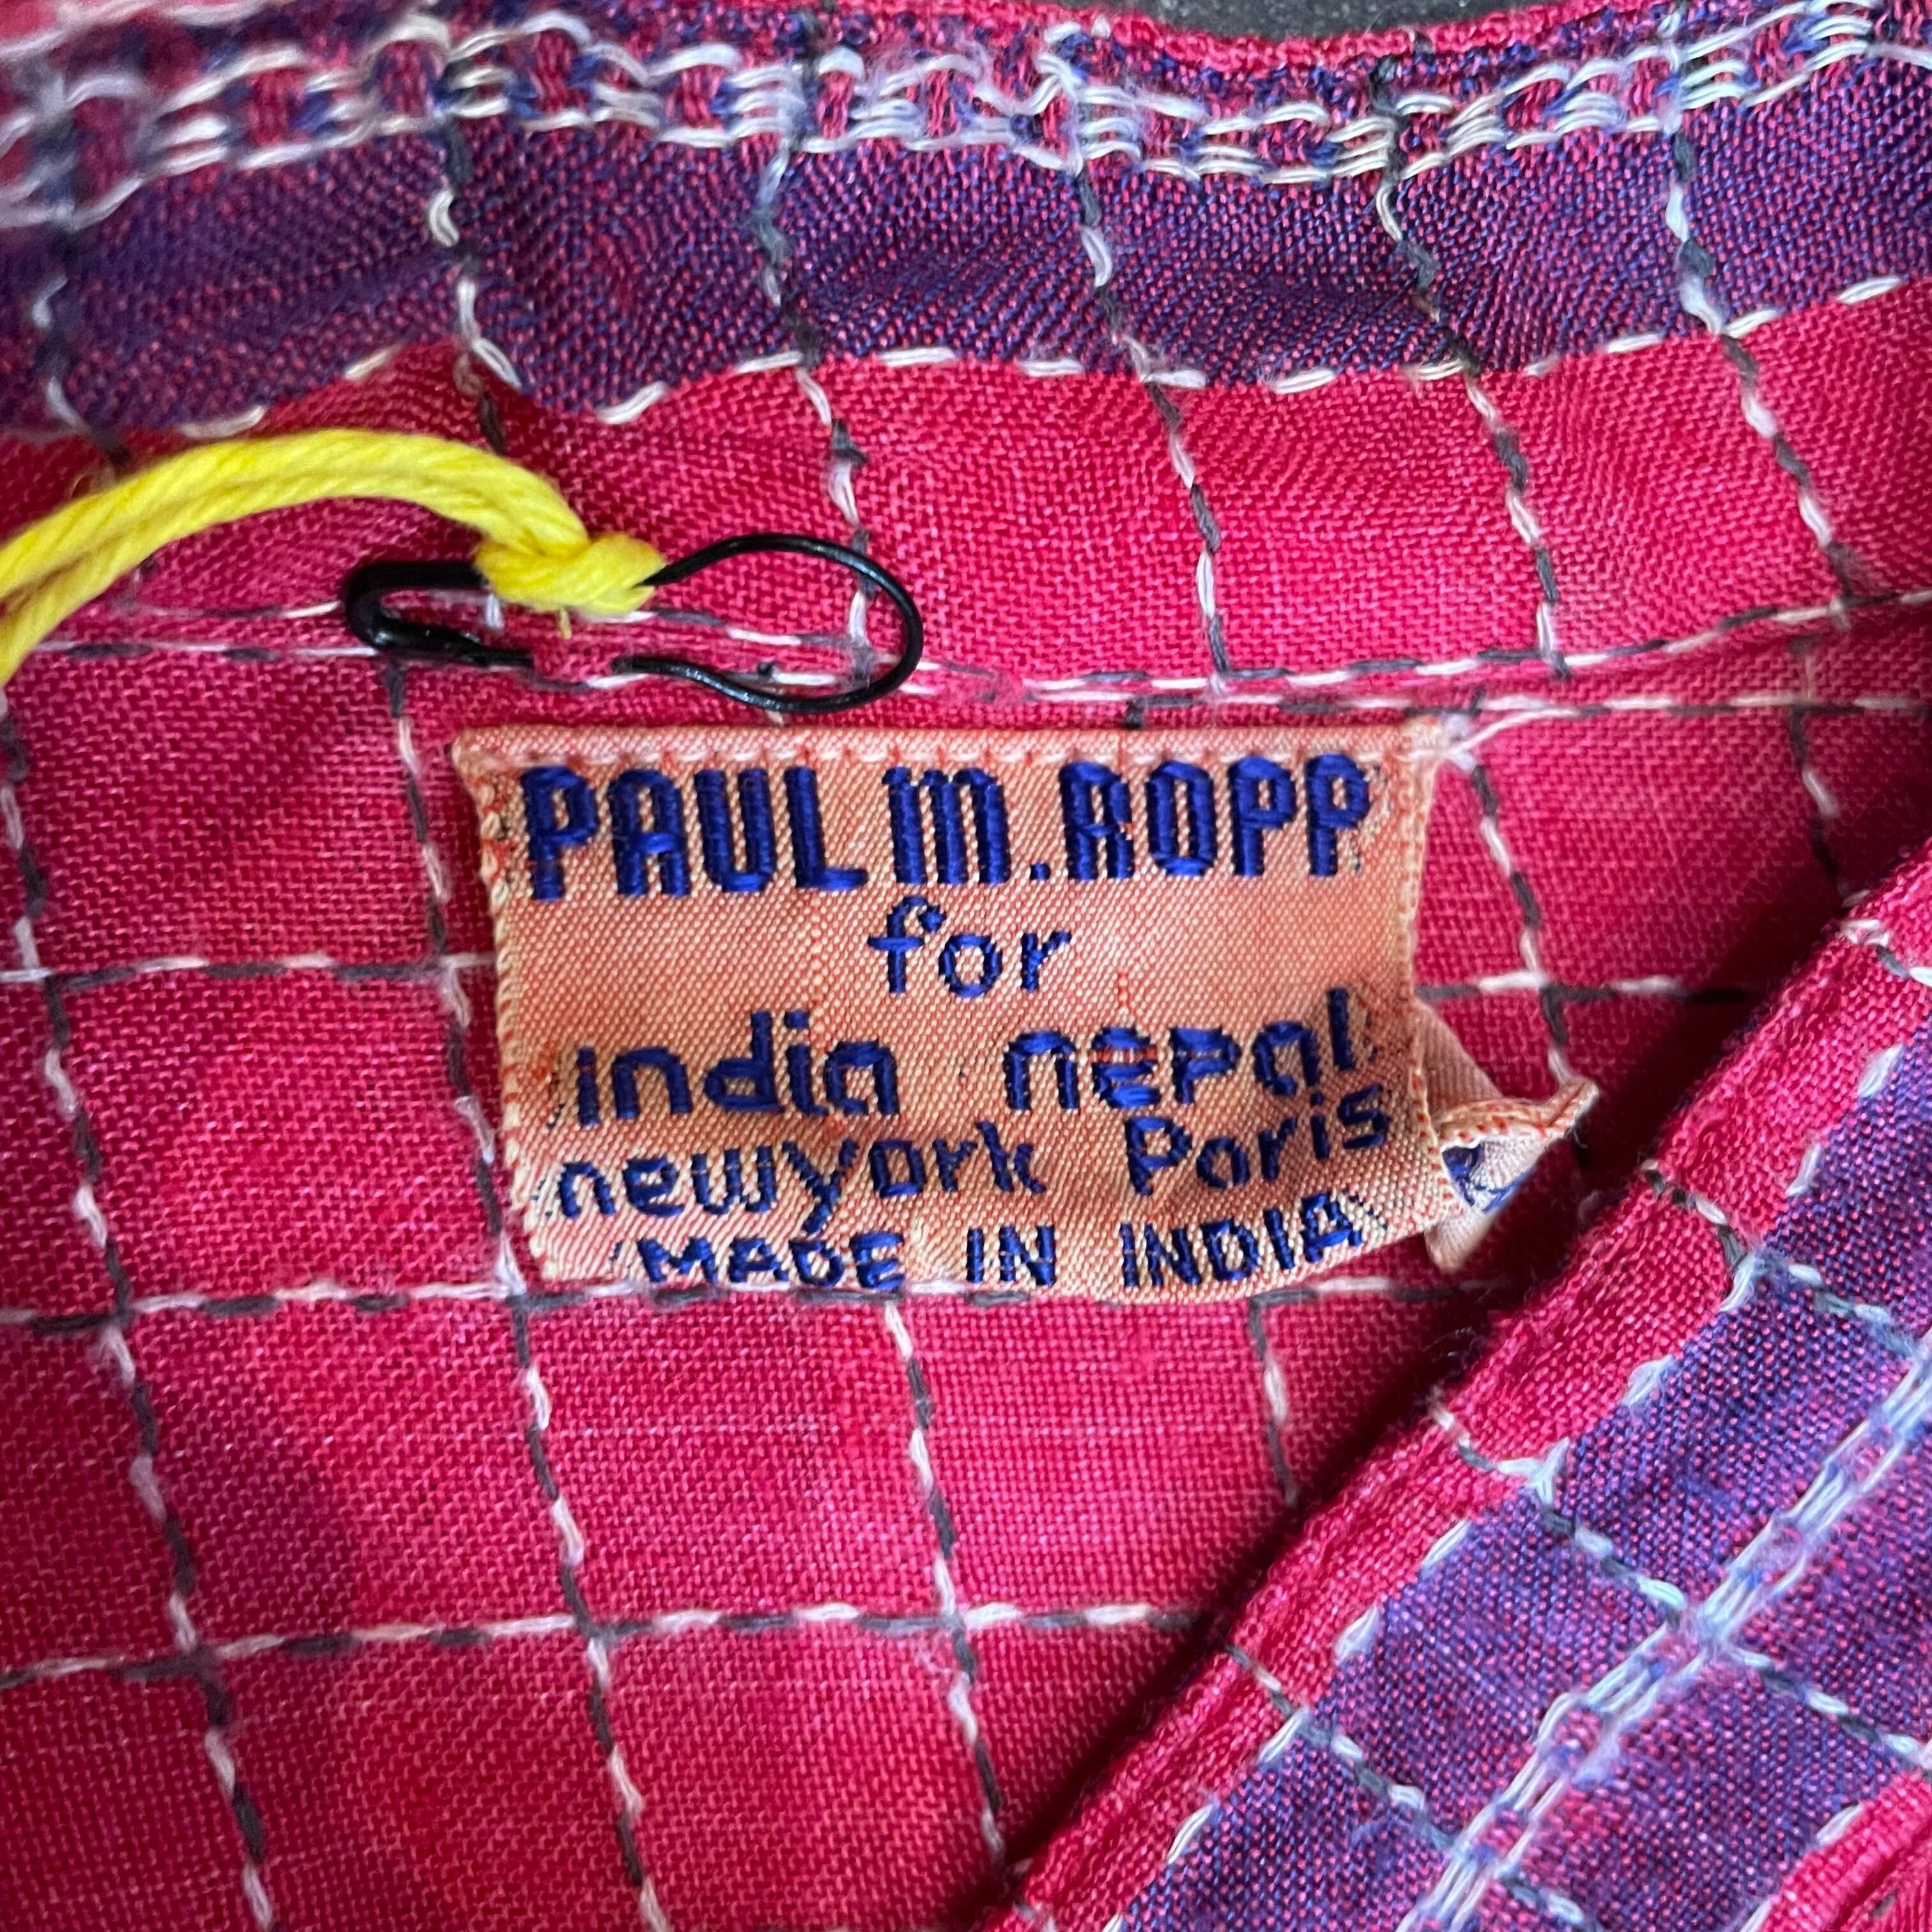 PAUL M. ROPP
for
india nepal
newyork Paris
MADE IN INDIA